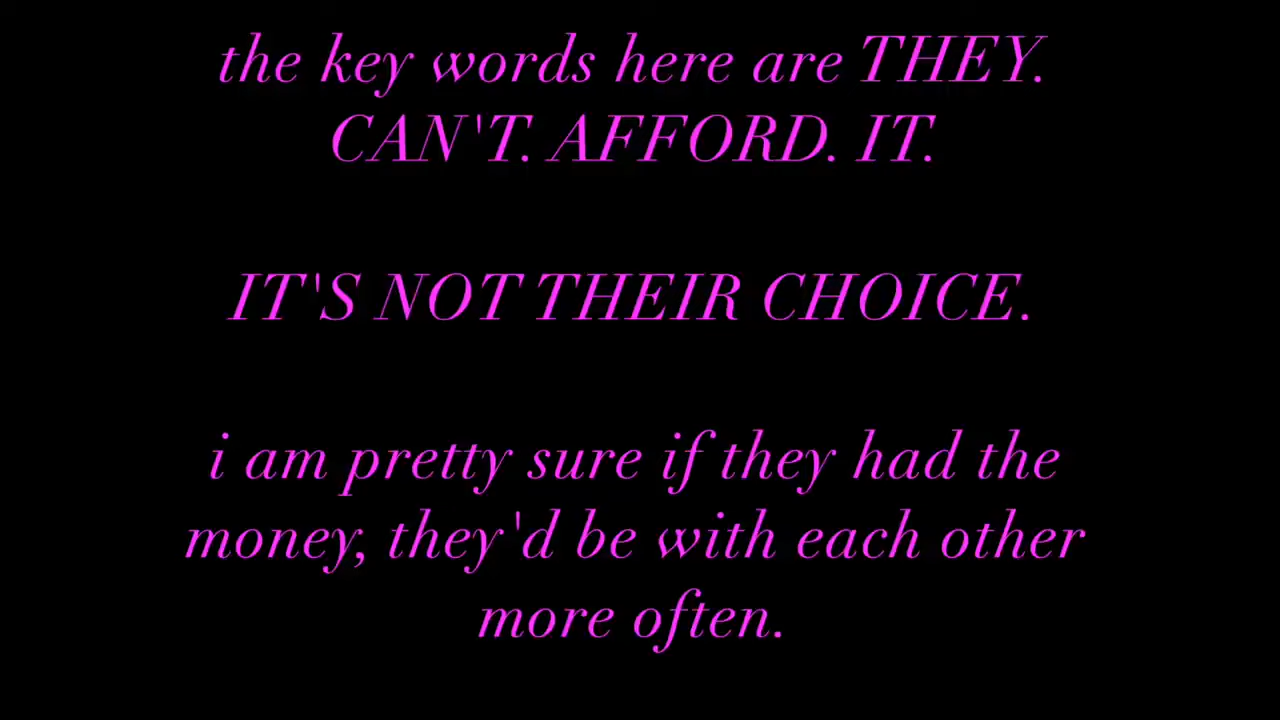 the key words here are THEY.
CAN'T. AFFORD. IT.
IT'S NOT THEIR CHOICE.
i am pretty sure if they had the
money, they'd be with each other
more often.